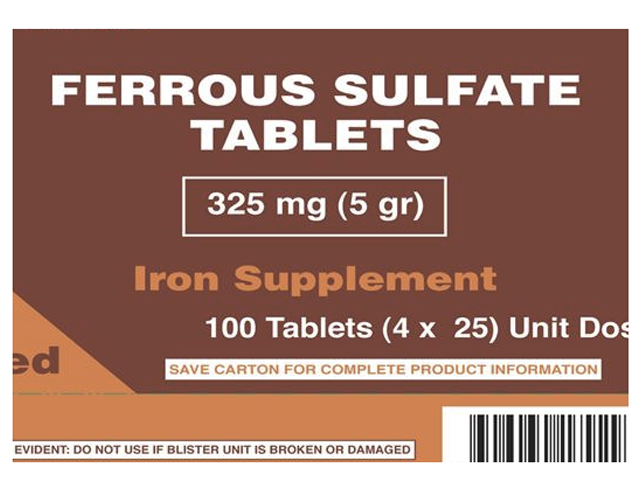 FERROUS SULFATE
TABLETS
325 mg (5 gr)
Iron Supplement
100 Tablets (4 x 25) Unit Dos
ed
SAVE CARTON FOR COMPLETE PRODUCT INFORMATION
EVIDENT: DO NOT USE IF BLISTER UNIT IS BROKEN OR DAMAGED